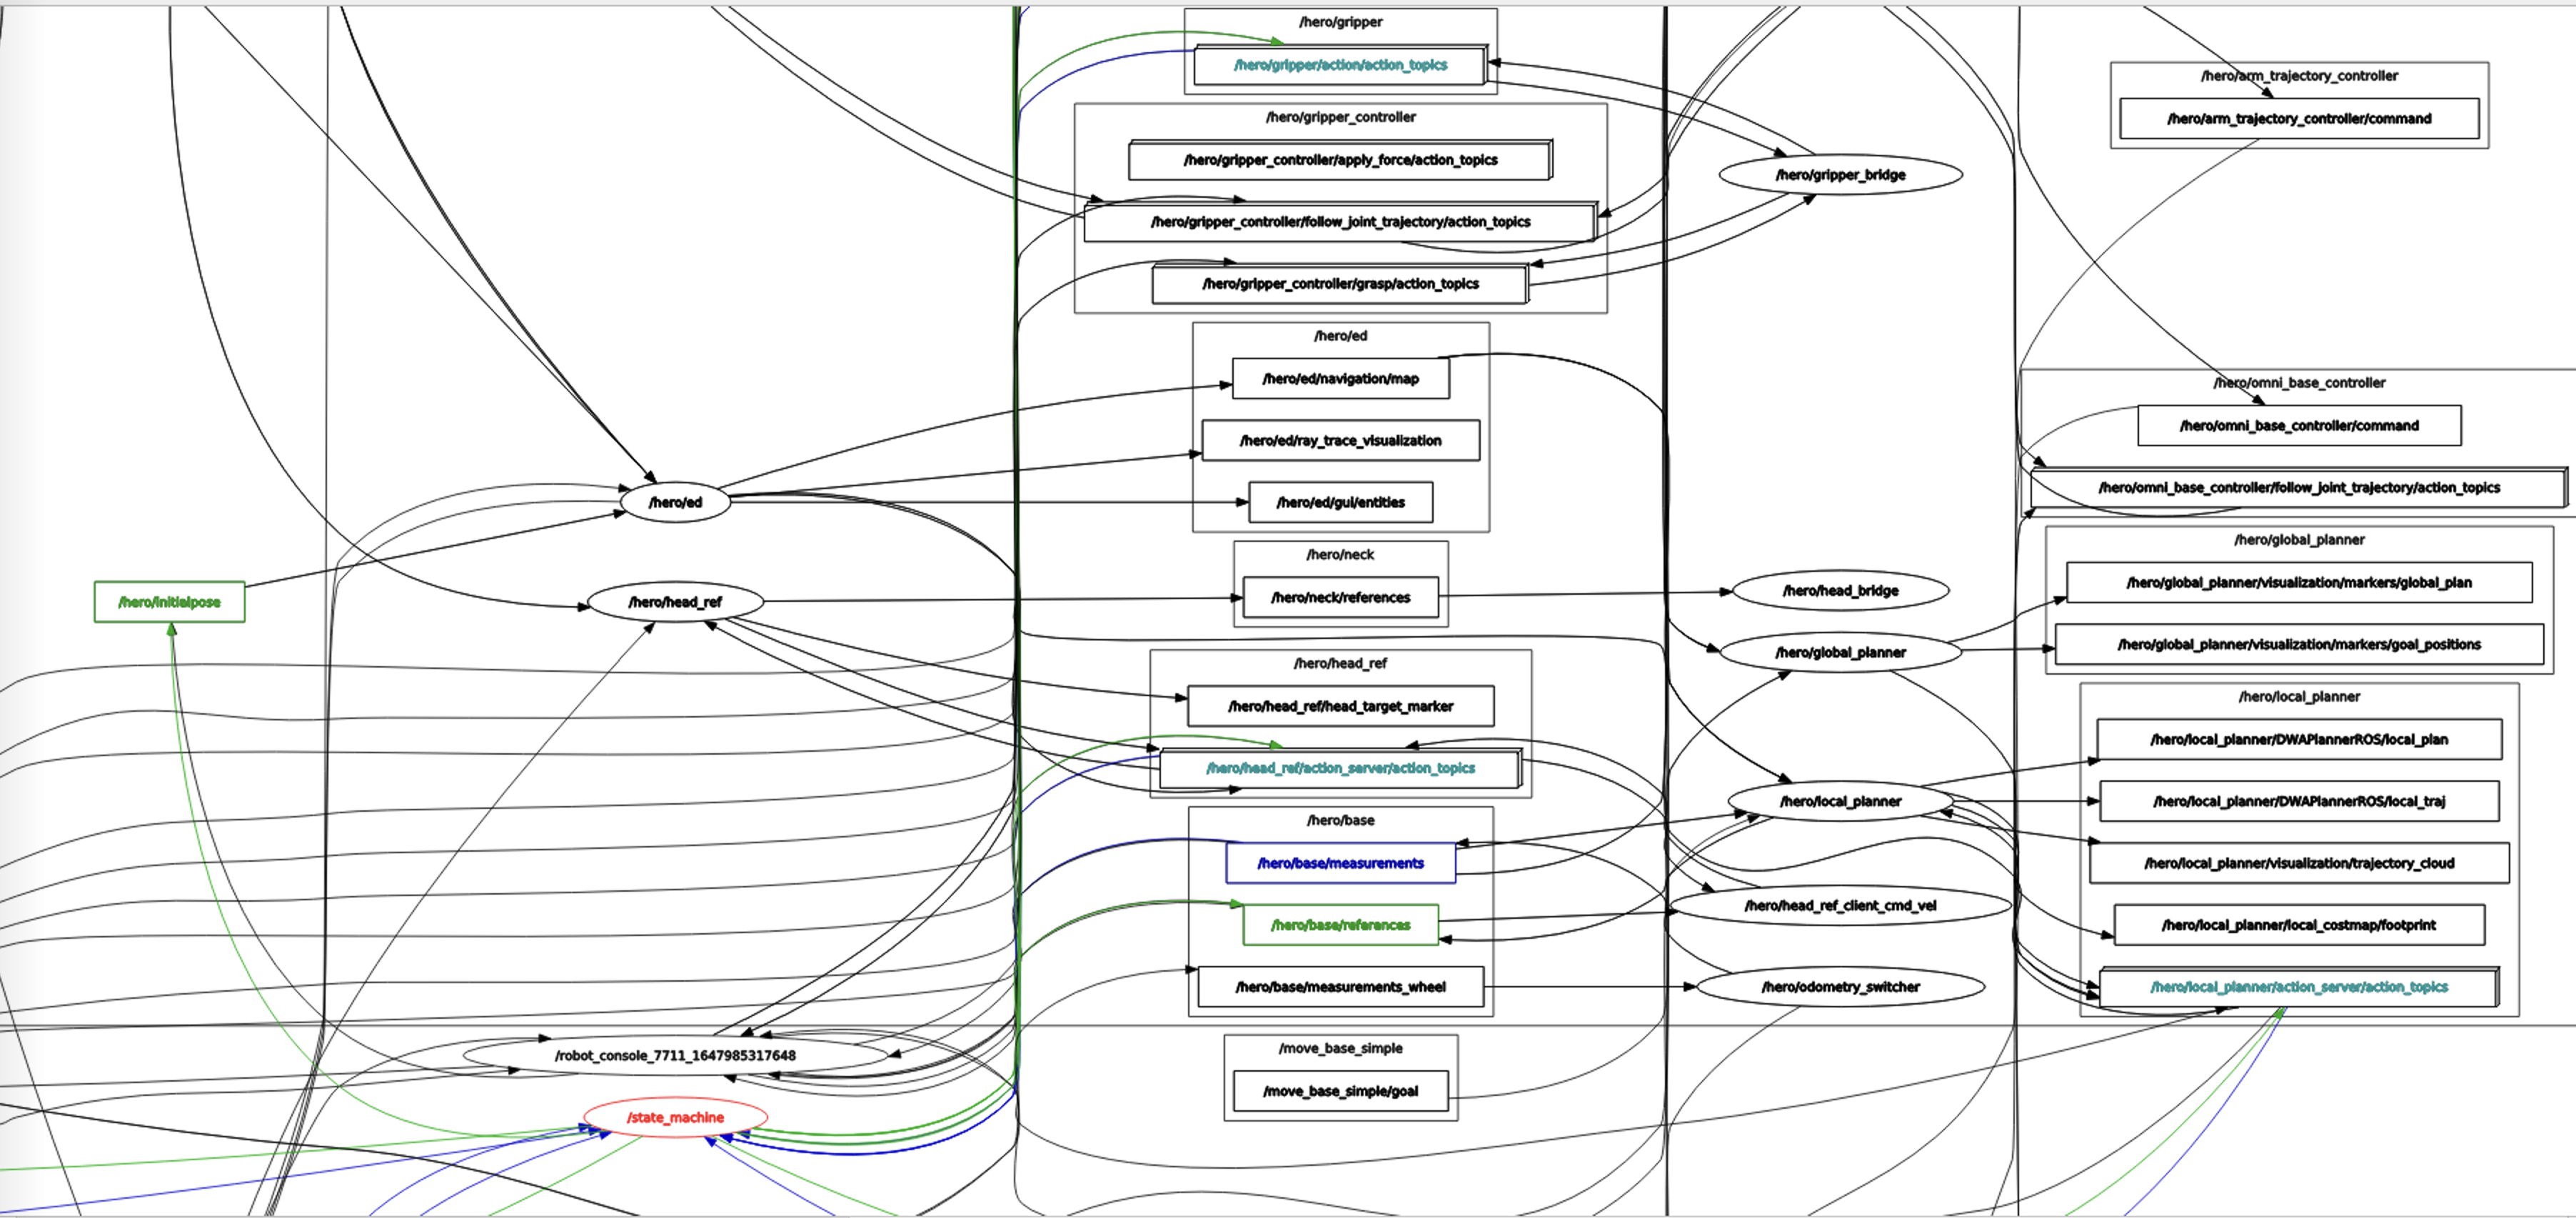 /hero/gripper
/hero/gripper/action/action_topics
/hero/gripper_controller
/hero/gripper_controller/apply_force/action_topics
/hero/gripper_controller/follow_joint_trajectory/action_topics
/hero/gripper_controller/grasp/action_topics
/hero/gripper_bridge
/hero/arm_trajectory_controller
/hero/arm_trajectory_controller/command
/hero/ed
/hero/ed/navigation/map
/hero/ed/ray_trace_visualization
/hero/ed/gui/entities
/hero/ed
/hero/omni_base_controller
/hero/omni_base_controller/command
/hero/omni_base_controller/follow_joint_trajectory/action_topics
/hero/initialpose
/hero/head_ref
/hero/neck
/hero/neck/references
/hero/head_bridge
/hero/global_planner
/hero/global_planner
/hero/global_planner/visualization/markers/global_plan
/hero/global_planner/visualization/markers/goal_positions
/hero/head_ref
/hero/head_ref/head_target_marker
/hero/head_ref/action_server/action_topics
/hero/local_planner
/hero/local_planner
/hero/local_planner/DWAPlannerROS/local_plan
/hero/local_planner/DWAPlannerROS/local_traj
/hero/local_planner/visualization/trajectory_cloud
/hero/local_planner/local_costmap/footprint
/hero/local_planner/action_server/action_topics
/hero/base
/hero/base/measurements
/hero/base/references
/hero/base/measurements_wheel
/hero/head_ref_client_cmd_vel
/hero/odometry_switcher
/robot_console_7711_1647985317648
/state_machine
/move_base_simple
/move_base_simple/goal